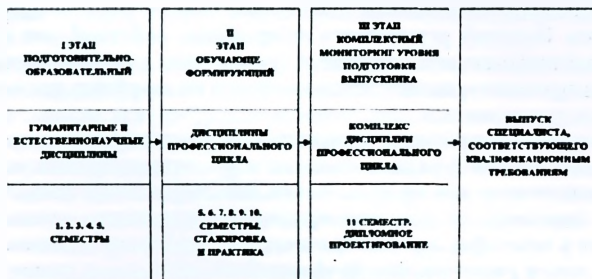 I ЭТАП
ПОДГОТОВИТЕЛЬНО-
ОБРАЗОВАТЕЛЬНЫЙ
ГУМАНИТАРНЫЕ И
ЕСТЕСТВЕННОНАУЧНЫЕ
ДИСЦИПЛИНЫ
1. 2. 3. 4. 5.
СЕМЕСТРЫ
II
ЭТАП
ОБУЧАЮЩЕ
ФОРМИРУЮЩИЙ
ДИСЦИПЛИНЫ
ПРОФЕССИОНАЛЬНОГО
ЦИКЛА
5. 6. 7. 8. 9. 10.
СЕМЕСТРЫ.
СТАЖИРОВКА
И ПРАКТИКА
III ЭТАП
КОМПЛЕКСНЫЙ
МОНИТОРИНГ УРОВНЯ
ПОДГОТОВКИ
ВЫПУСКНИКА
КОМПЛЕКС
ДИСЦИПЛИН
ПРОФЕССИОНАЛЬНОГО
ЦИКЛА
11 СЕМЕСТР.
ДИПЛОМНОЕ
ПРОЕКТИРОВАНИЕ
ВЫПУСК
СПЕЦИАЛИСТА,
СООТВЕТСТВУЮЩЕГО
КВАЛИФИКАЦИОННЫМ
ТРЕБОВАНИЯМ